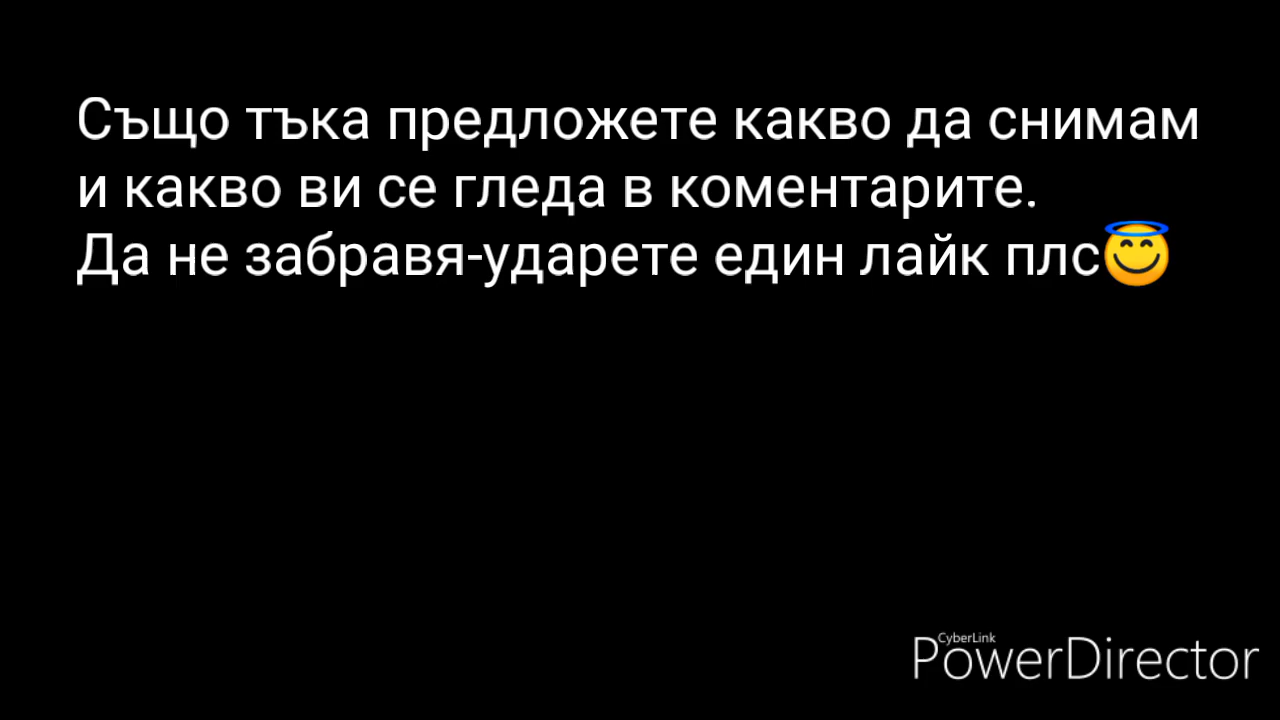 Също тъка предложете какво да снимам
и какво ви се гледа в коментарите.
Да не забравя-ударете един лайк плс😇
CyberLink
PowerDirector